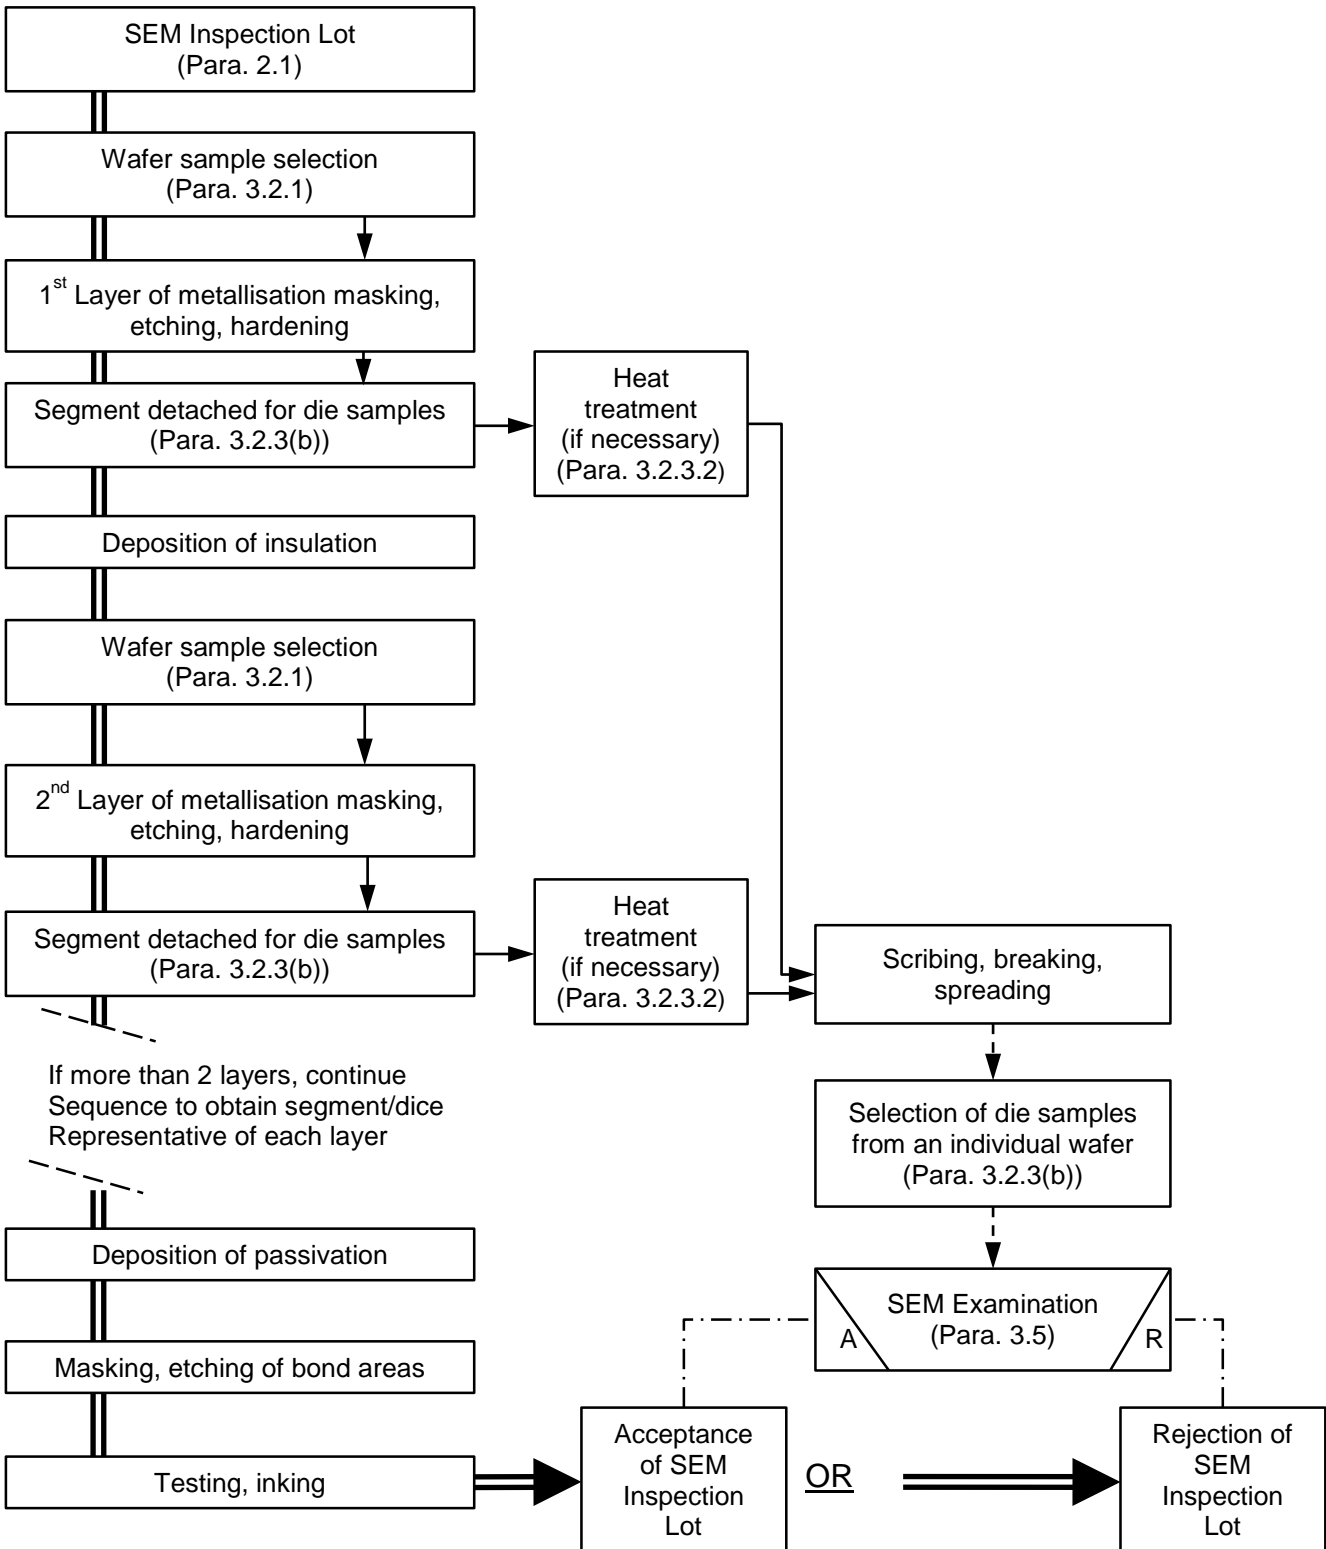 SEM Inspection Lot
(Para. 2.1)
Wafer sample selection
(Para. 3.2.1)
1st Layer of metallisation masking,
etching, hardening
Segment detached for die samples
(Para. 3.2.3(b))
Heat
treatment
(if necessary)
(Para. 3.2.3.2)
Deposition of insulation
Wafer sample selection
(Para. 3.2.1)
2nd Layer of metallisation masking,
etching, hardening
Segment detached for die samples
(Para. 3.2.3(b))
Heat
treatment
(if necessary)
(Para. 3.2.3.2)
Scribing, breaking,
spreading
If more than 2 layers, continue
Sequence to obtain segment/dice
Representative of each layer
Selection of die samples
from an individual wafer
(Para. 3.2.3(b))
Deposition of passivation
SEM Examination
(Para. 3.5)
A
R
Masking, etching of bond areas
Testing, inking
Acceptance
of SEM
Inspection
Lot
OR
Rejection of
SEM
Inspection
Lot